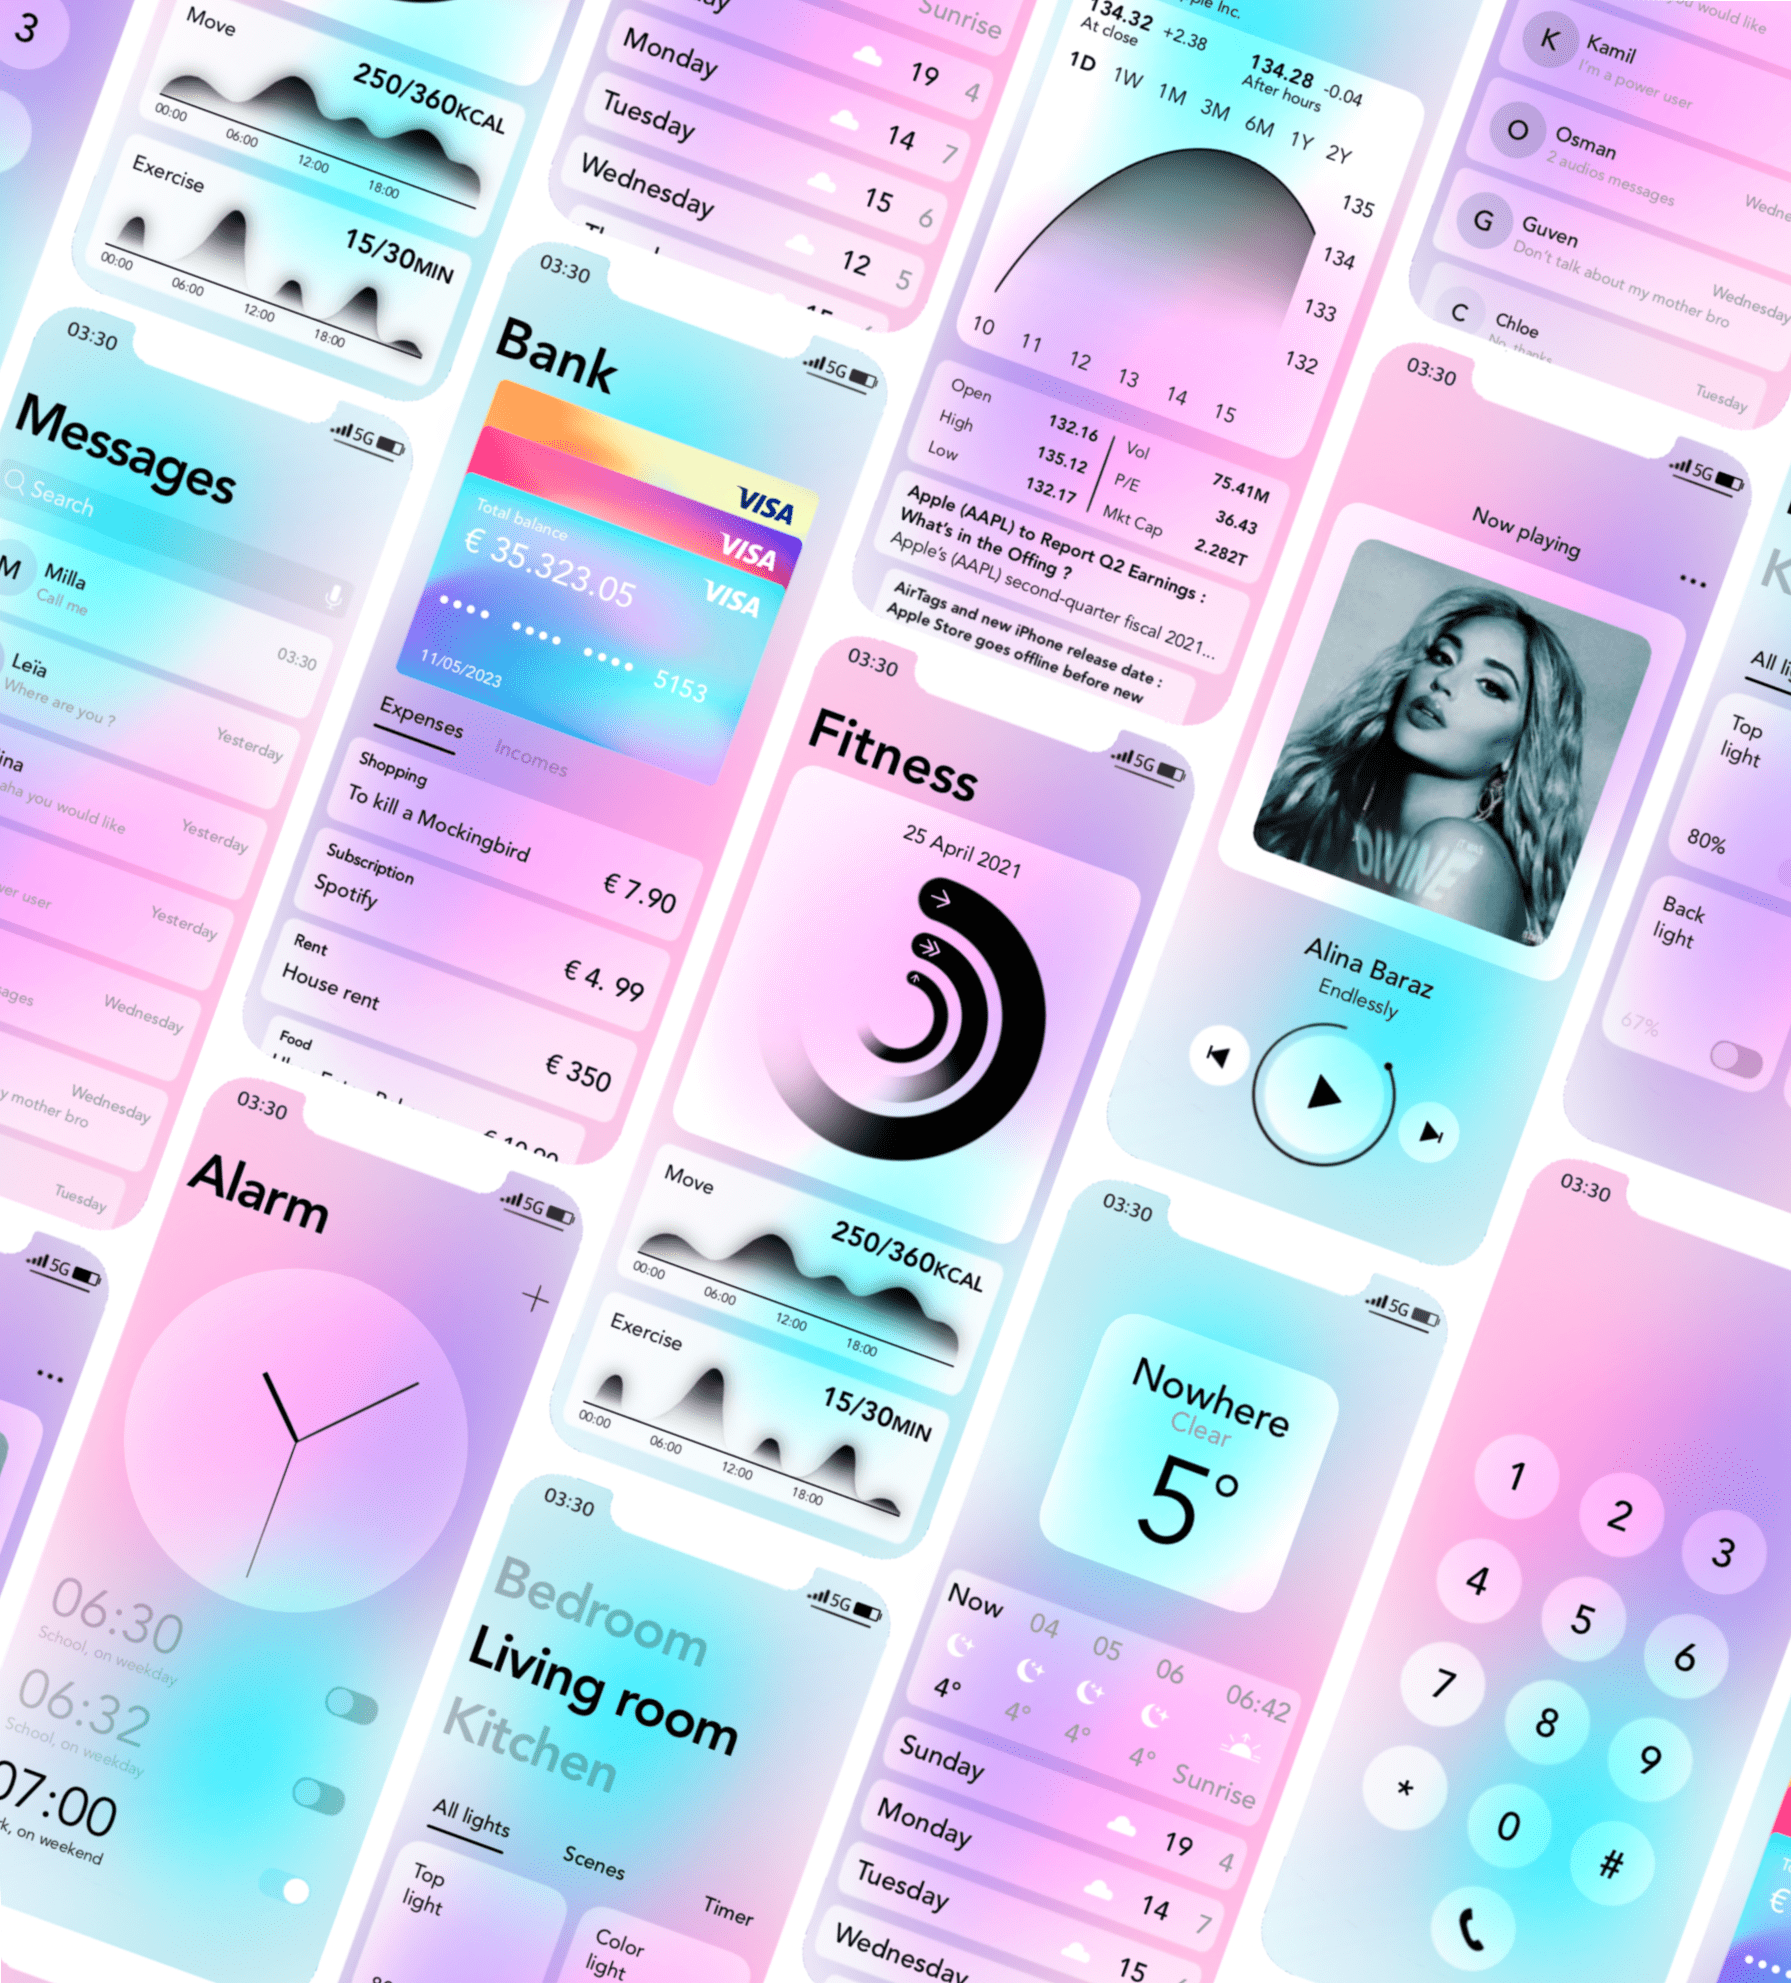 3
Move
250/360KCAL
00:00
06:00
12:00
18:00
Exercise
15/30MIN
00:00
06:00
12:00
18:00
Sunrise
Monday
19
4
Tuesday
14
7
Wednesday
15
6
12
5
134.32 +2.38
At close
134.28 -0.04
After hours
1D 1W 1M 3M 6M 1Y 2Y
135
134
133
132
10 11 12 13 14 15
Open 132.16
High 135.12
Low 132.17
Vol 75.41M
P/E 36.43
Mkt Cap 2.282T
Apple (AAPL) to Report Q2 Earnings :
What's in the Offing ?
Apple's (AAPL) second-quarter fiscal 2021...
AirTags and new iPhone release date :
Apple Store goes offline before new
you would like
K
Kamil
I'm a power user
O
Osman
2 audios messages
G
Guven
Wednesday
Don't talk about my mother bro
C
Chloe
No, thanks
Tuesday
03:30
5G
Messages
Search
M
Milla
Call me
03:30
Leïa
Where are you ?
Yesterday
you would like
Yesterday
user
Yesterday
Wednesday
Wednesday
my mother bro
Tuesday
03:30
5G
Bank
VISA
VISA
Total balance
€ 35.323.05
VISA
•••• •••• •••• 5153
11/05/2023
Expenses
Incomes
Shopping
To kill a Mockingbird
€ 7.90
Subscription
Spotify
€ 4. 99
Rent
House rent
€ 350
Food
03:30
5G
Fitness
25 April 2021
Move
250/360KCAL
00:00
06:00
12:00
18:00
Exercise
15/30MIN
00:00
06:00
12:00
18:00
03:30
5G
Now playing
DIVINE
Alina Baraz
Endlessly
All
Top
light
80%
Back
light
67%
5G
03:30
5G
Alarm
06:30
School, on weekday
06:32
School, on weekday
07:00
on weekend
03:30
5G
Bedroom
Living room
Kitchen
All lights
Scenes
Timer
Top
light
Color
light
03:30
5G
Nowhere
Clear
5°
Now
04
05
06
06:42
4°
4°
4°
4°
Sunrise
Sunday
19
4
Monday
14
7
Tuesday
15
Wednesday
03:30
1
2
3
4
5
6
7
8
9
*
0
#
€